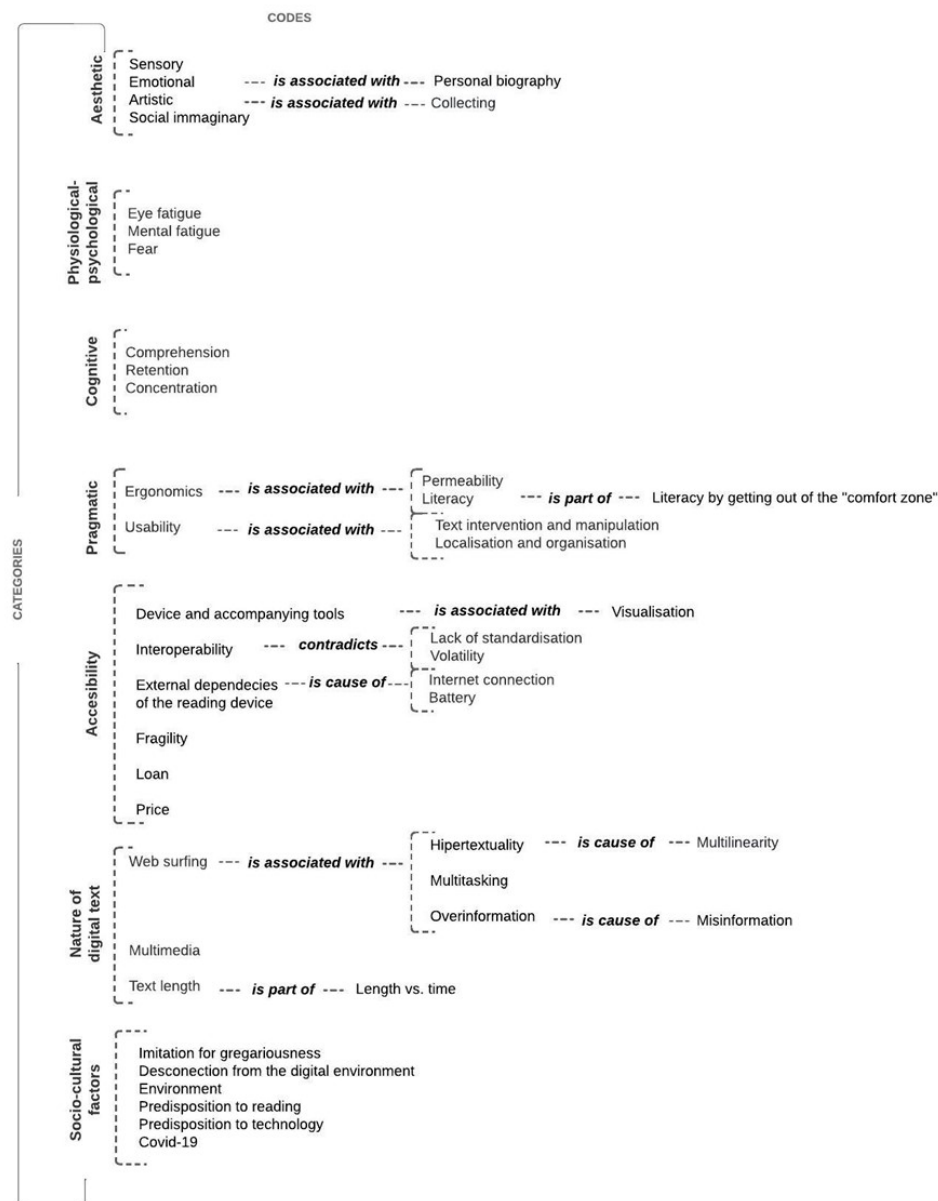 CODES
CATEGORIES
Aesthetic
Sensory
Emotional is associated with Personal biography
Artistic is associated with Collecting
Social immaginary
Physiological-
psychological
Eye fatigue
Mental fatigue
Fear
Cognitive
Comprehension
Retention
Concentration
Pragmatic
Ergonomics is associated with
Permeability
Literacy is part of Literacy by getting out of the "comfort zone"
Usability is associated with
Text intervention and manipulation
Localisation and organisation
Accesibility
Device and accompanying tools is associated with Visualisation
Interoperability contradicts
Lack of standardisation
Volatility
External dependecies
of the reading device
is cause of
Internet connection
Battery
Fragility
Loan
Price
Nature of
digital text
Web surfing is associated with
Hipertextuality is cause of Multilinearity
Multitasking
Overinformation is cause of Misinformation
Multimedia
Text length is part of Length vs. time
Socio-cultural
factors
Imitation for gregariousness
Desconection from the digital environment
Environment
Predisposition to reading
Predisposition to technology
Covid-19